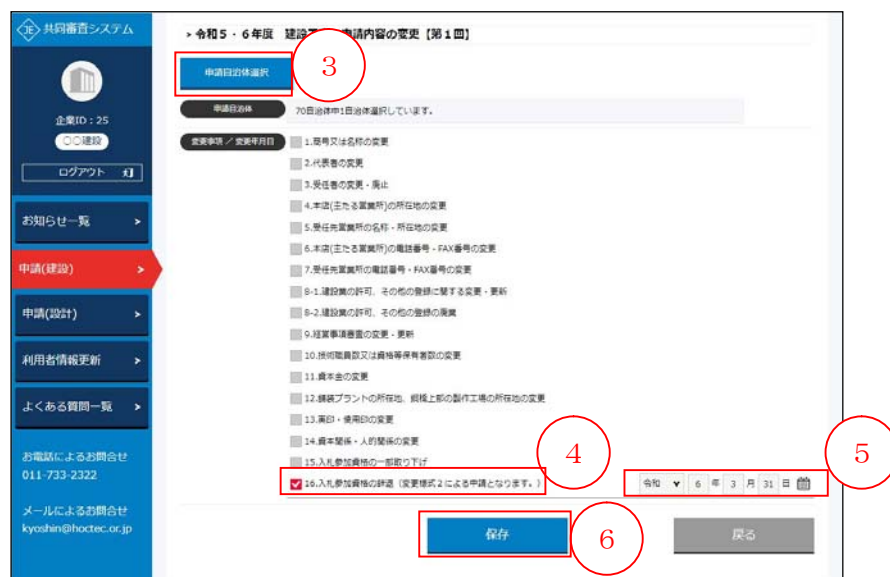 JE 共同審査システム
企業ID：25
〇〇建設
ログアウト
お知らせ一覧 >
申請(建設) >
申請(設計) >
利用者情報更新 >
よくある質問一覧 >
お電話によるお問合せ
011-733-2322
メールによるお問合せ
kyoshin@hoctec.or.jp
> 令和５・６年度 建設 申請内容の変更【第１回】
申請自治体選択
3
申請自治体 70自治体中1自治体選択しています。
変更事項 / 変更年月日
1.商号又は名称の変更
2.代表者の変更
3.受任者の変更・廃止
4.本店(主たる営業所)の所在地の変更
5.受任先営業所の名称・所在地の変更
6.本店(主たる営業所)の電話番号・FAX番号の変更
7.受任先営業所の電話番号・FAX番号の変更
8-1.建設業の許可、その他の登録に関する変更・更新
8-2.建設業の許可、その他の登録の廃業
9.経営事項審査の変更・更新
10.技術職員数又は資格等保有者数の変更
11.資本金の変更
12.舗装プラントの所在地、鋼橋上部の製作工場の所在地の変更
13.実印・使用印の変更
14.資本関係・人的関係の変更
15.入札参加資格の一部取り下げ
4
16.入札参加資格の辞退（変更様式２による申請となります。）
5
令和 6 年 3 月 31 日
保存
6
戻る